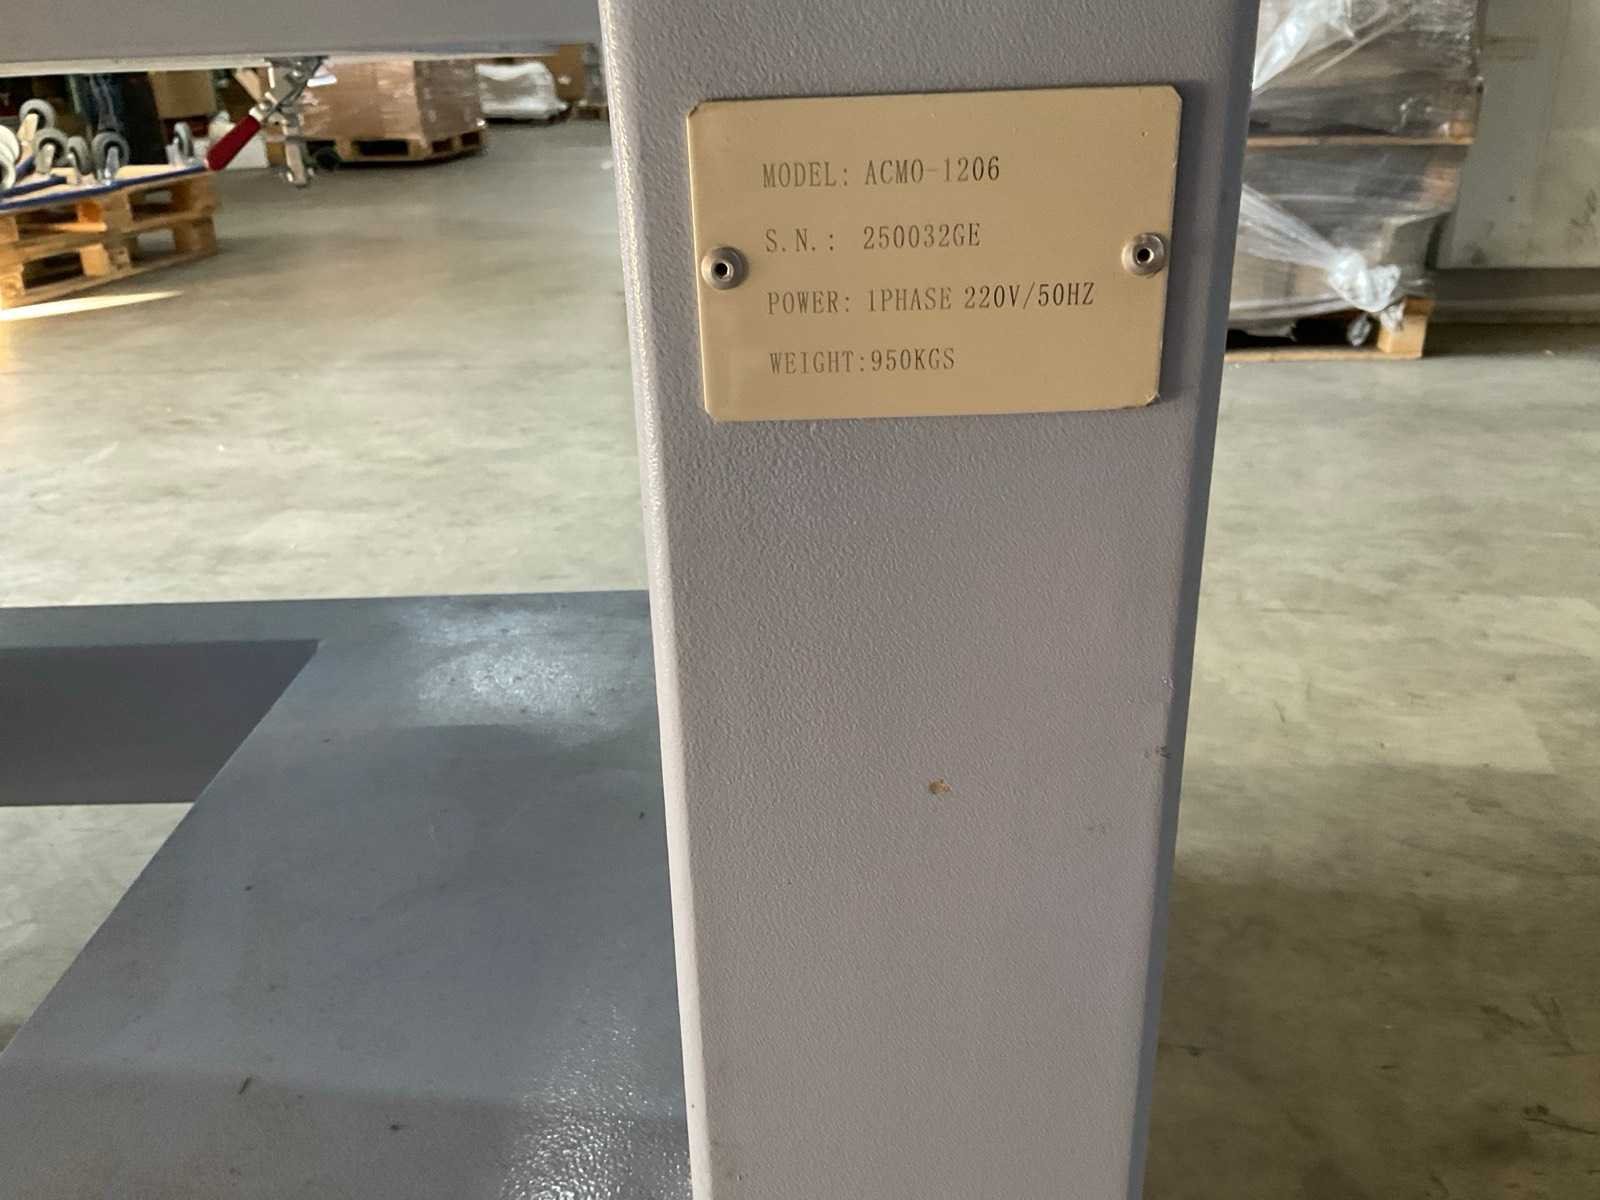 MODEL: ACMO-1206
S.N.: 250032GE
POWER: 1PHASE 220V/50HZ
WEIGHT:950KGS